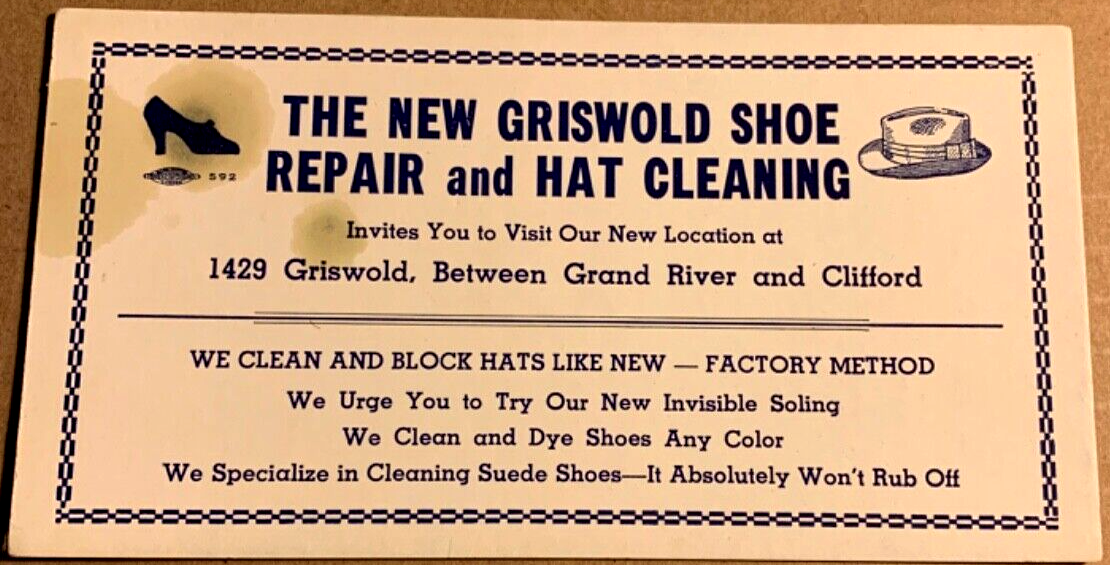 THE NEW GRISWOLD SHOE
REPAIR and HAT CLEANING
592
Invites You to Visit Our New Location at
1429 Griswold, Between Grand River and Clifford
WE CLEAN AND BLOCK HATS LIKE NEW — FACTORY METHOD
We Urge You to Try Our New Invisible Soling
We Clean and Dye Shoes Any Color
We Specialize in Cleaning Suede Shoes—It Absolutely Won't Rub Off